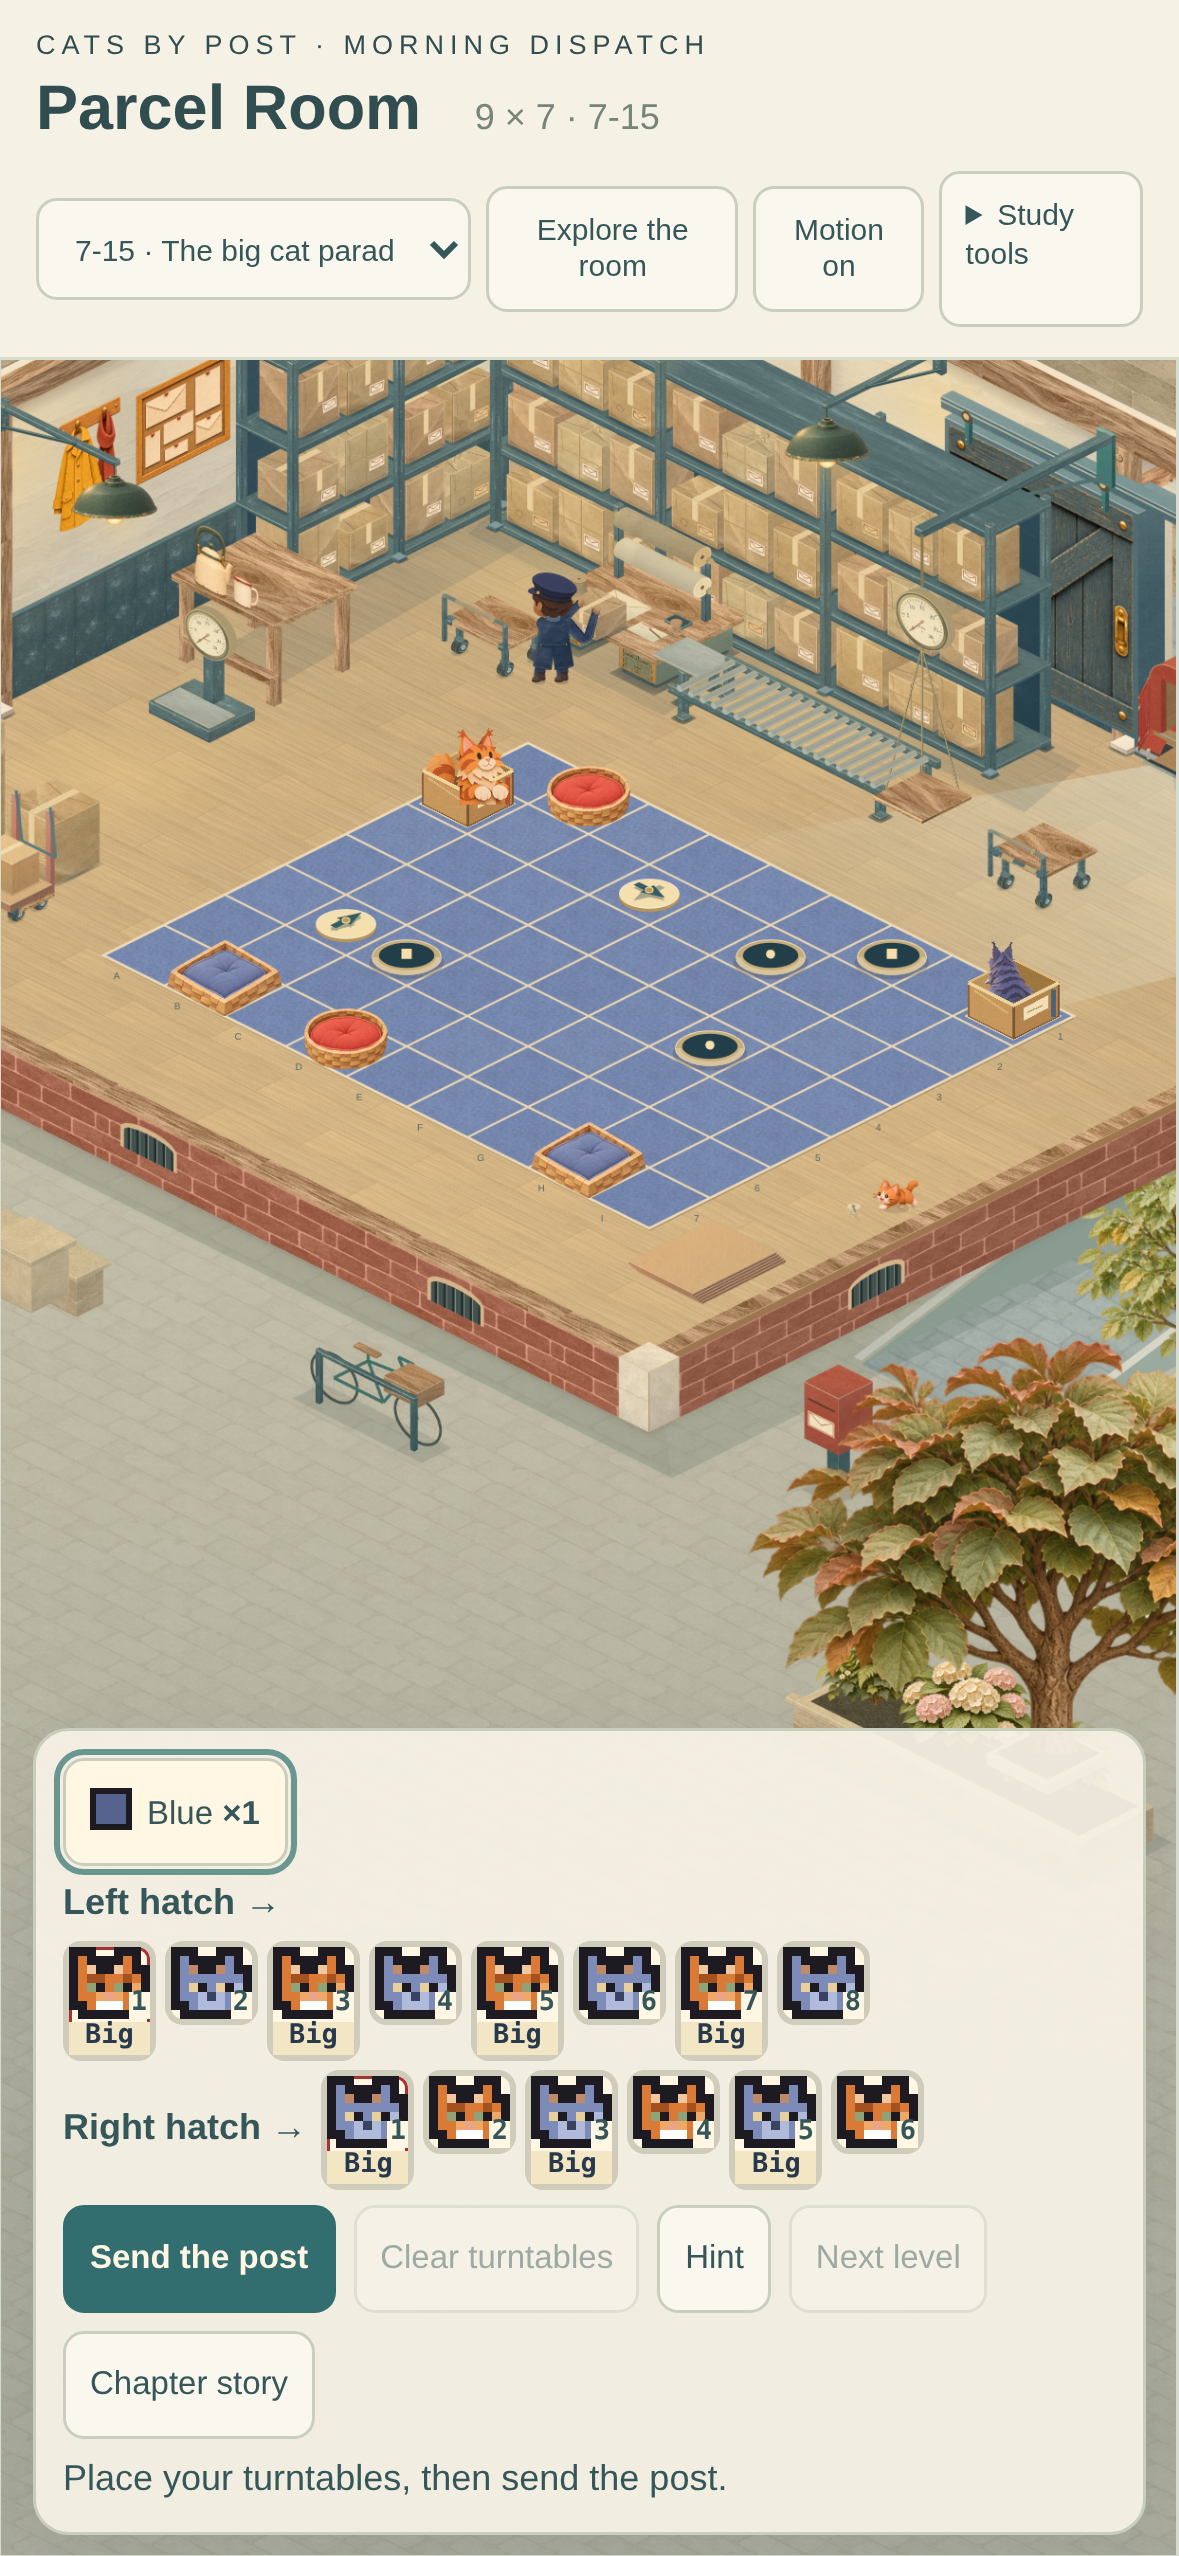 CATS BY POST · MORNING DISPATCH
Parcel Room 9 × 7 · 7-15
7-15 · The big cat parad
Explore the
room
Motion
on
▶ Study
tools
A
B
C
D
E
F
G
H
I
1
2
3
4
5
6
7
Blue ×1
Left hatch →
1 2 3 4 5 6 7 8
Big Big Big Big
Right hatch → 1 2 3 4 5 6
Big Big Big
Send the post
Clear turntables
Hint
Next level
Chapter story
Place your turntables, then send the post.